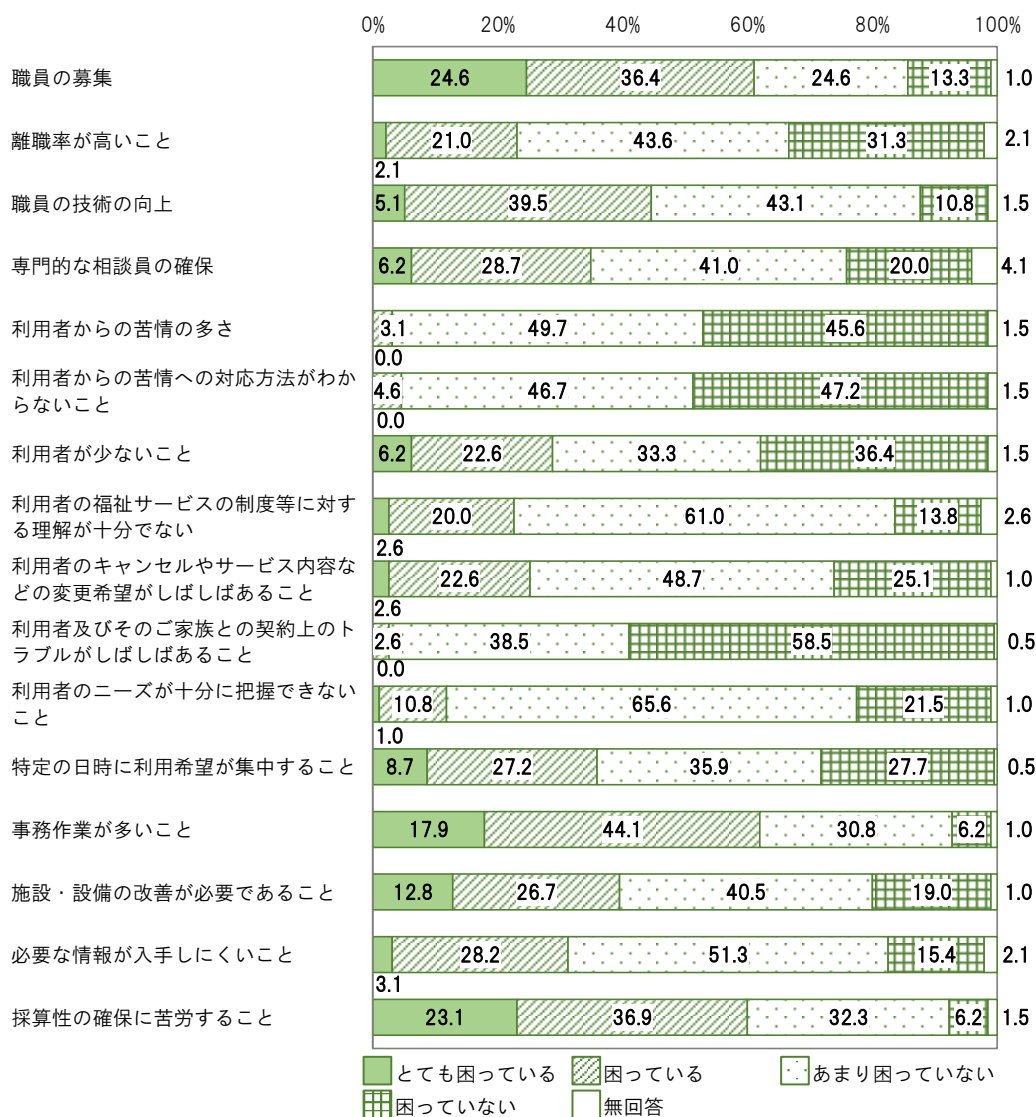 0% 20% 40% 60% 80% 100%
職員の募集 24.6 36.4 24.6 13.3 1.0
離職率が高いこと 21.0 43.6 31.3 2.1
2.1
職員の技術の向上 5.1 39.5 43.1 10.8 1.5
専門的な相談員の確保 6.2 28.7 41.0 20.0 4.1
利用者からの苦情の多さ 3.1 49.7 45.6 1.5
0.0
利用者からの苦情への対応方法がわか
らないこと 4.6 46.7 47.2 1.5
0.0
利用者が少ないこと 6.2 22.6 33.3 36.4 1.5
利用者の福祉サービスの制度等に対す
る理解が十分でない 20.0 61.0 13.8 2.6
2.6
利用者のキャンセルやサービス内容な
どの変更希望がしばしばあること 22.6 48.7 25.1 1.0
2.6
利用者及びそのご家族との契約上のト
ラブルがしばしばあること 2.6 38.5 58.5 0.5
0.0
利用者のニーズが十分に把握できない
こと 10.8 65.6 21.5 1.0
1.0
特定の日時に利用希望が集中すること 8.7 27.2 35.9 27.7 0.5
事務作業が多いこと 17.9 44.1 30.8 6.2 1.0
施設・設備の改善が必要であること 12.8 26.7 40.5 19.0 1.0
必要な情報が入手しにくいこと 28.2 51.3 15.4 2.1
3.1
採算性の確保に苦労すること 23.1 36.9 32.3 6.2 1.5
とても困っている 困っている あまり困っていない
困っていない 無回答